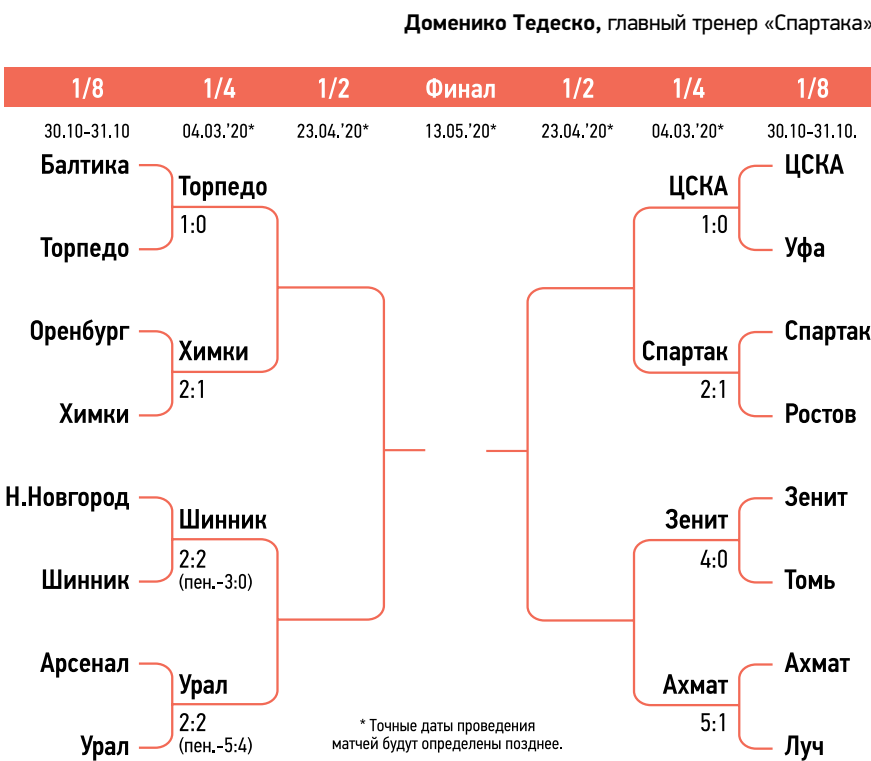 Доменико Тедеско, главный тренер «Спартака»
1/8 1/4 1/2 Финал 1/2 1/4 1/8
30.10-31.10 04.03.'20* 23.04.'20* 13.05.'20* 23.04.'20* 04.03.'20* 30.10-31.10.
Балтика
Торпедо
1:0
Торпедо
Оренбург
Химки
2:1
Химки
Н.Новгород
Шинник
2:2
(пен.-3:0)
Шинник
Арсенал
Урал
2:2
(пен.-5:4)
Урал
ЦСКА
ЦСКА
1:0
Уфа
Спартак
Спартак
2:1
Ростов
Зенит
Зенит
4:0
Томь
Ахмат
Ахмат
5:1
Луч
* Точные даты проведения
матчей будут определены позднее.